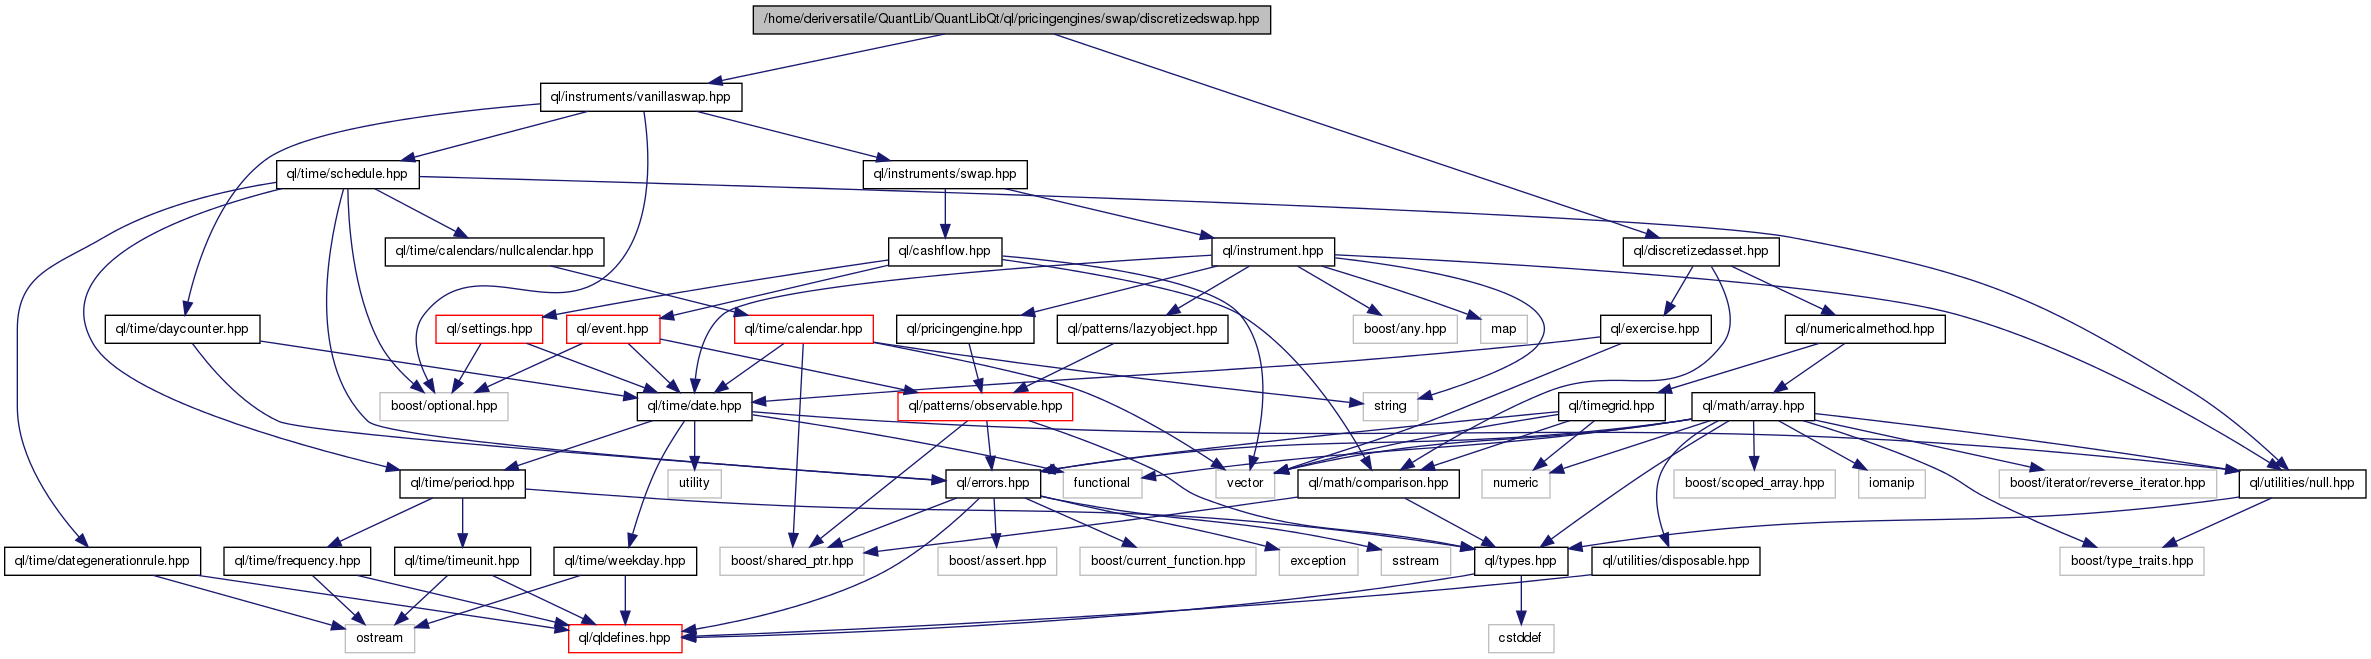 /home/deriversatile/QuantLib/QuantLibQt/ql/pricingengines/swap/discretizedswap.hpp
ql/instruments/vanillaswap.hpp
ql/time/schedule.hpp
ql/instruments/swap.hpp
ql/time/calendars/nullcalendar.hpp
ql/cashflow.hpp
ql/instrument.hpp
ql/discretizedasset.hpp
ql/time/daycounter.hpp
ql/settings.hpp
ql/event.hpp
ql/time/calendar.hpp
ql/pricingengine.hpp
ql/patterns/lazyobject.hpp
boost/any.hpp
map
ql/exercise.hpp
ql/numericalmethod.hpp
boost/optional.hpp
ql/time/date.hpp
ql/patterns/observable.hpp
string
ql/timegrid.hpp
ql/math/array.hpp
ql/time/period.hpp
utility
ql/errors.hpp
functional
vector
ql/math/comparison.hpp
numeric
boost/scoped_array.hpp
iomanip
boost/iterator/reverse_iterator.hpp
ql/utilities/null.hpp
ql/time/dategenerationrule.hpp
ql/time/frequency.hpp
ql/time/timeunit.hpp
ql/time/weekday.hpp
boost/shared_ptr.hpp
boost/assert.hpp
boost/current_function.hpp
exception
sstream
ql/types.hpp
ql/utilities/disposable.hpp
boost/type_traits.hpp
ostream
ql/qldefines.hpp
cstddef